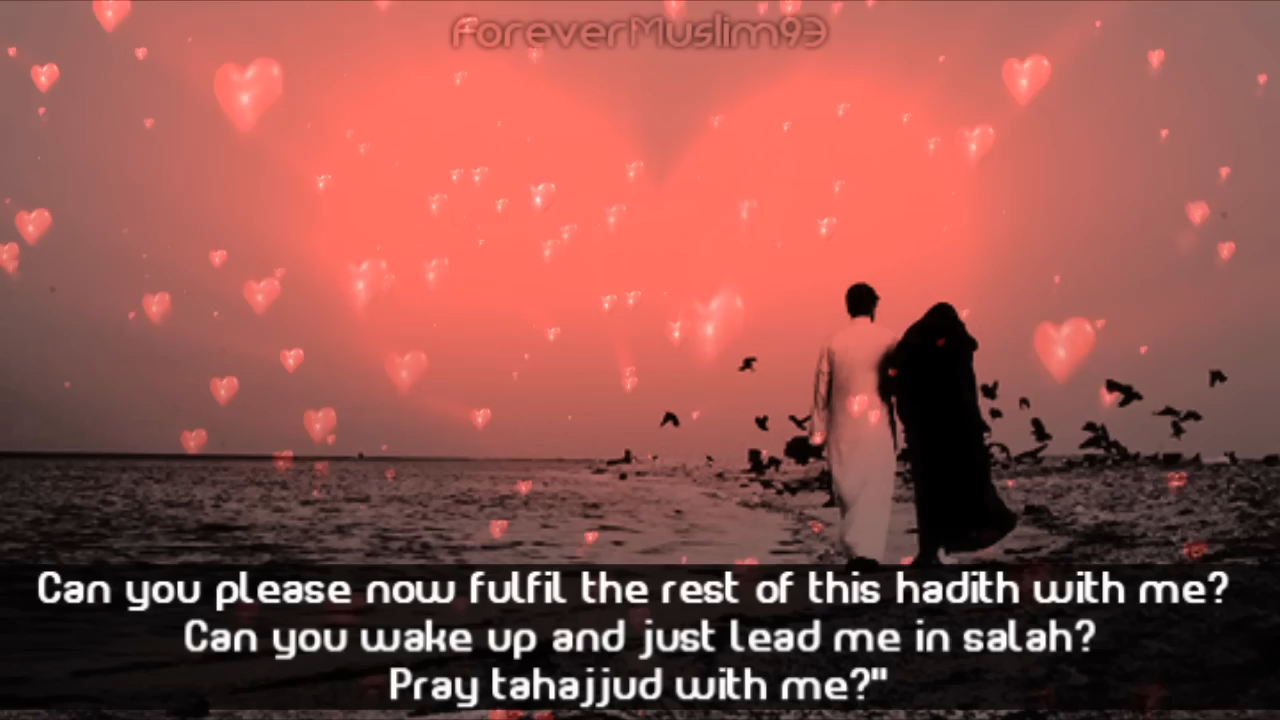 ForeverMuslim93
Can you please now fulfil the rest of this hadith with me?
Can you wake up and just lead me in salah?
Pray tahajjud with me?"